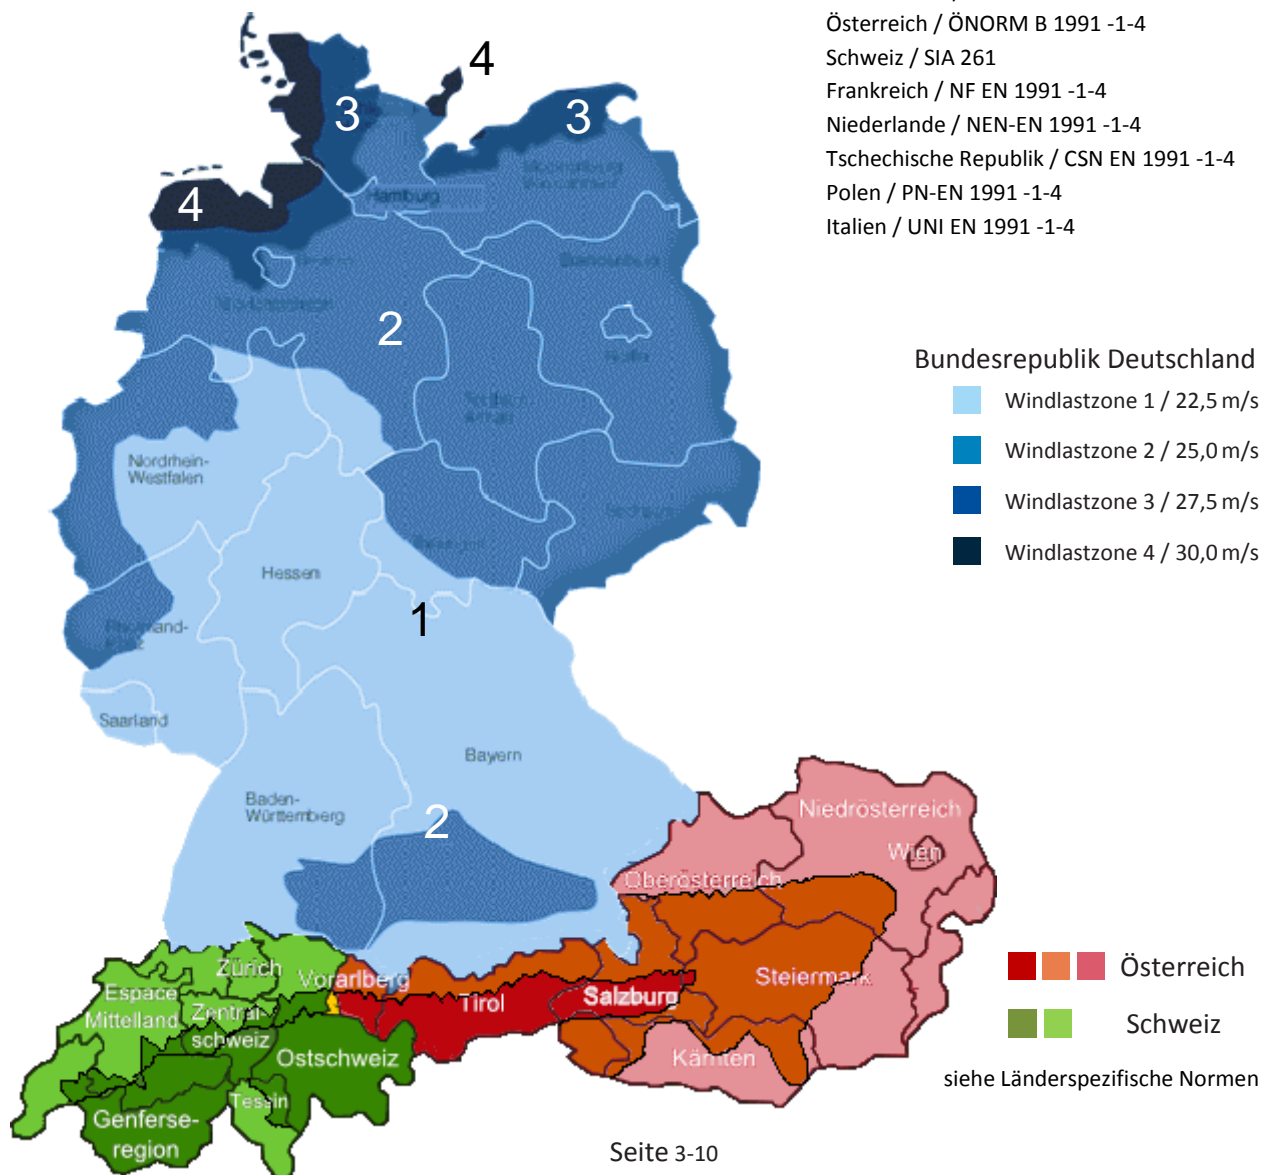 Österreich / ÖNORM B 1991 -1-4
Schweiz / SIA 261
Frankreich / NF EN 1991 -1-4
Niederlande / NEN-EN 1991 -1-4
Tschechische Republik / CSN EN 1991 -1-4
Polen / PN-EN 1991 -1-4
Italien / UNI EN 1991 -1-4
4
3
3
4
Hamburg
2
Bundesrepublik Deutschland
Windlastzone 1 / 22,5 m/s
Windlastzone 2 / 25,0 m/s
Windlastzone 3 / 27,5 m/s
Windlastzone 4 / 30,0 m/s
Nordrhein-
Westfalen
Hessen
1
Saarland
Bayern
Baden-
Württemberg
2
Niedrösterreich
Wien
Oberösterreich
Zürich
Vorarlberg
Espace
Mittelland
Zentral-
schweiz
Tirol
Salzburg
Steiermark
Österreich
Schweiz
Ostschweiz
Kärnten
siehe Länderspezifische Normen
Tessin
Genferse-
region
Seite 3-10